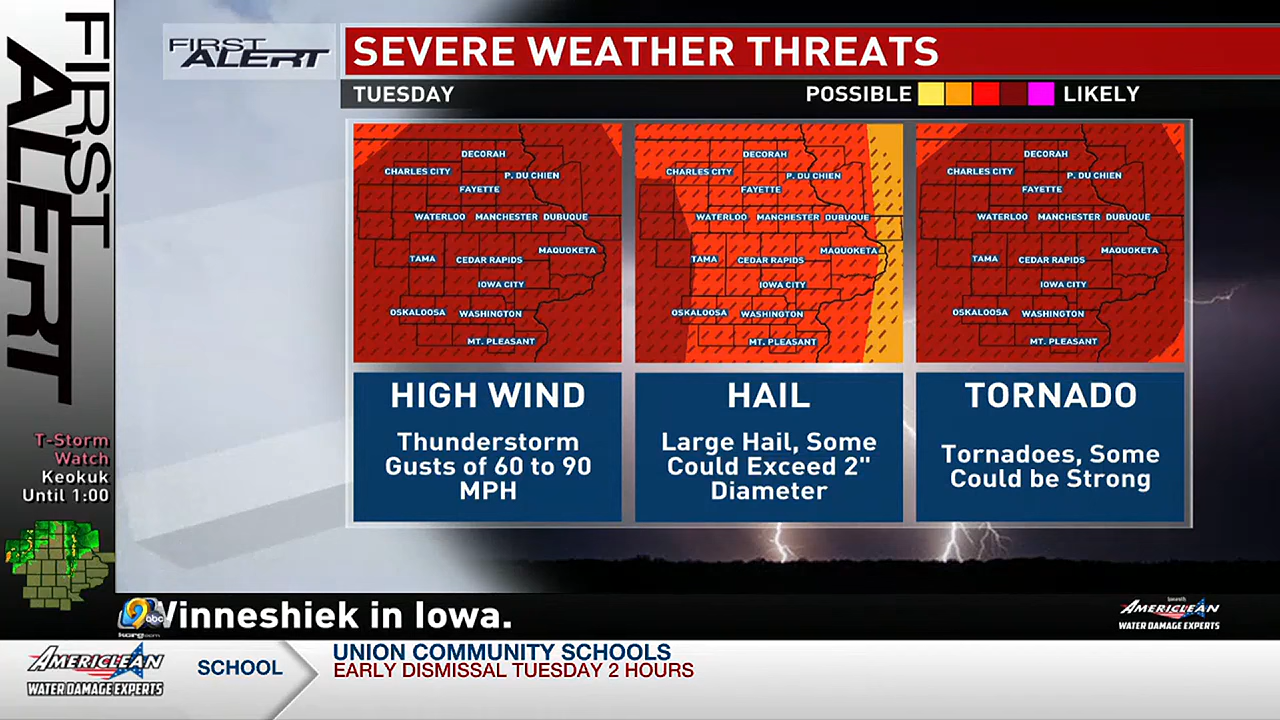 FIRST
ALERT
FIRST
ALERT
SEVERE WEATHER THREATS
TUESDAY
POSSIBLE
LIKELY
DECORAH
CHARLES CITY
P. DU CHIEN
FAYETTE
WATERLOO MANCHESTER DUBUQUE
MAQUOKETA
TAMA
CEDAR RAPIDS
IOWA CITY
OSKALOOSA
WASHINGTON
MT. PLEASANT
HIGH WIND
Thunderstorm
Gusts of 60 to 90
MPH
DECORAH
CHARLES CITY
P. DU CHIEN
FAYETTE
WATERLOO MANCHESTER DUBUQUE
MAQUOKETA
TAMA
CEDAR RAPIDS
IOWA CITY
OSKALOOSA
WASHINGTON
MT. PLEASANT
HAIL
Large Hail, Some
Could Exceed 2"
Diameter
DECORAH
CHARLES CITY
P. DU CHIEN
FAYETTE
WATERLOO MANCHESTER DUBUQUE
MAQUOKETA
TAMA
CEDAR RAPIDS
IOWA CITY
OSKALOOSA
WASHINGTON
MT. PLEASANT
TORNADO
Tornadoes, Some
Could be Strong
T-Storm
Watch
Keokuk
Until 1:00
9 abc
kcrg.com
Winneshiek in Iowa.
AMERICLEAN
WATER DAMAGE EXPERTS
AMERICLEAN
WATER DAMAGE EXPERTS
SCHOOL
UNION COMMUNITY SCHOOLS
EARLY DISMISSAL TUESDAY 2 HOURS